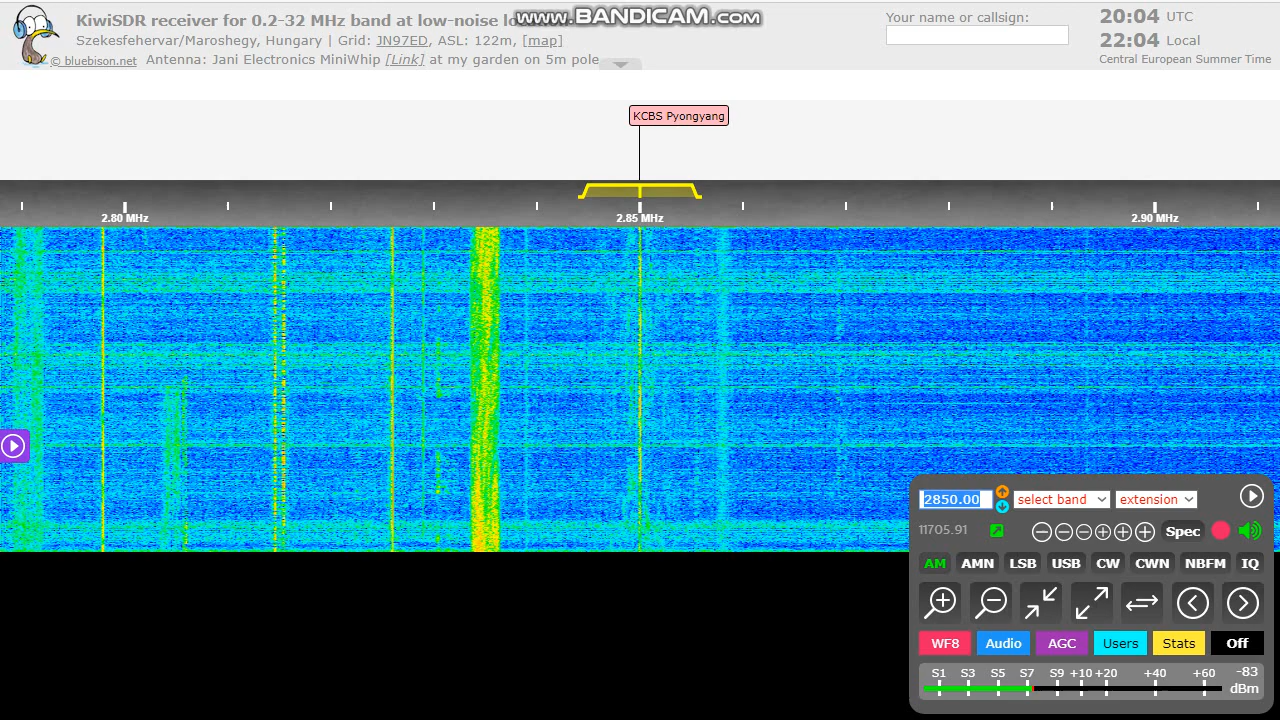 KiwiSDR receiver for 0.2-32 MHz band at low-noise
www.BANDICAM.com
Your name or callsign:
20:04 UTC
Szekesfehervar/Maroshegy, Hungary | Grid: JN97ED, ASL: 122m, [map]
22:04 Local
© bluebison.net
Antenna: Jani Electronics MiniWhip [Link] at my garden on 5m pole
Central European Summer Time
KCBS Pyongyang
2.80 MHz
2.85 MHz
2.90 MHz
2850.00 select band extension
11705.91 Spec
AM AMN LSB USB CW CWN NBFM IQ
WF8 Audio AGC Users Stats Off
S1 S3 S5 S7 S9 +10 +20 +40 +60 -83
dBm